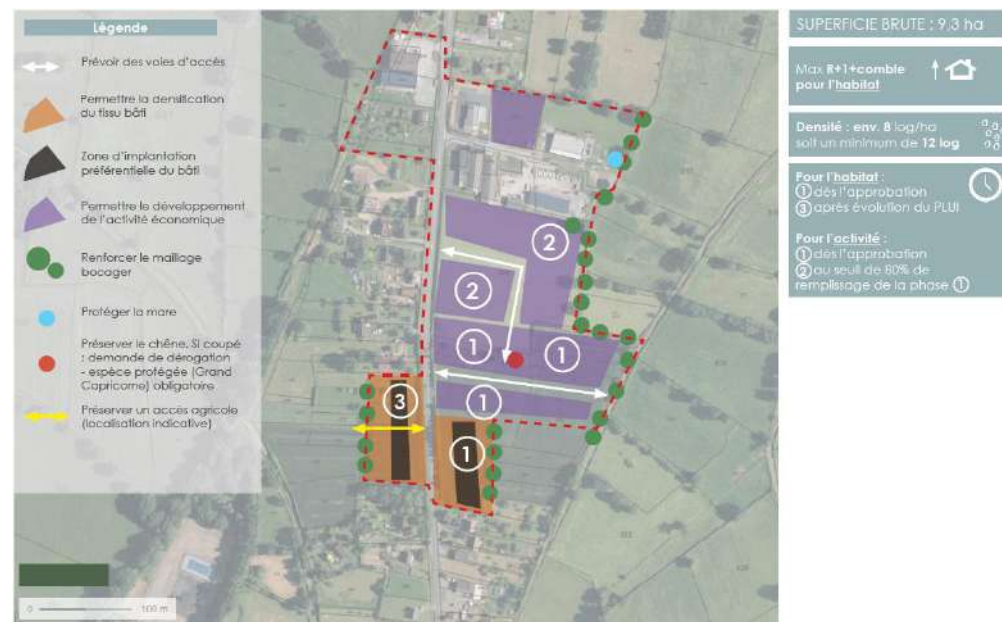 Légende
Prévoir des voies d'accès
Permettre la densification
du tissu bâti
Zone d'implantation
préférentielle du bâti
Permettre le développement
de l'activité économique
Renforcer le maillage
bocager
Protéger la mare
Préserver le chêne. Si coupé
: demande de dérogation
- espèce protégée (Grand
Capricorne) obligatoire
Préserver un accès agricole
(localisation indicative)
0
100 m
2
2
1
1
1
3
1
SUPERFICIE BRUTE : 9,3 ha
Max R+1+comble
pour l'habitat
Densité : env. 8 log/ha
soit un minimum de 12 log
Pour l'habitat :
① dès l'approbation
③ après évolution du PLUI
Pour l'activité :
① dès l'approbation
② au seuil de 80% de
remplissage de la phase ①